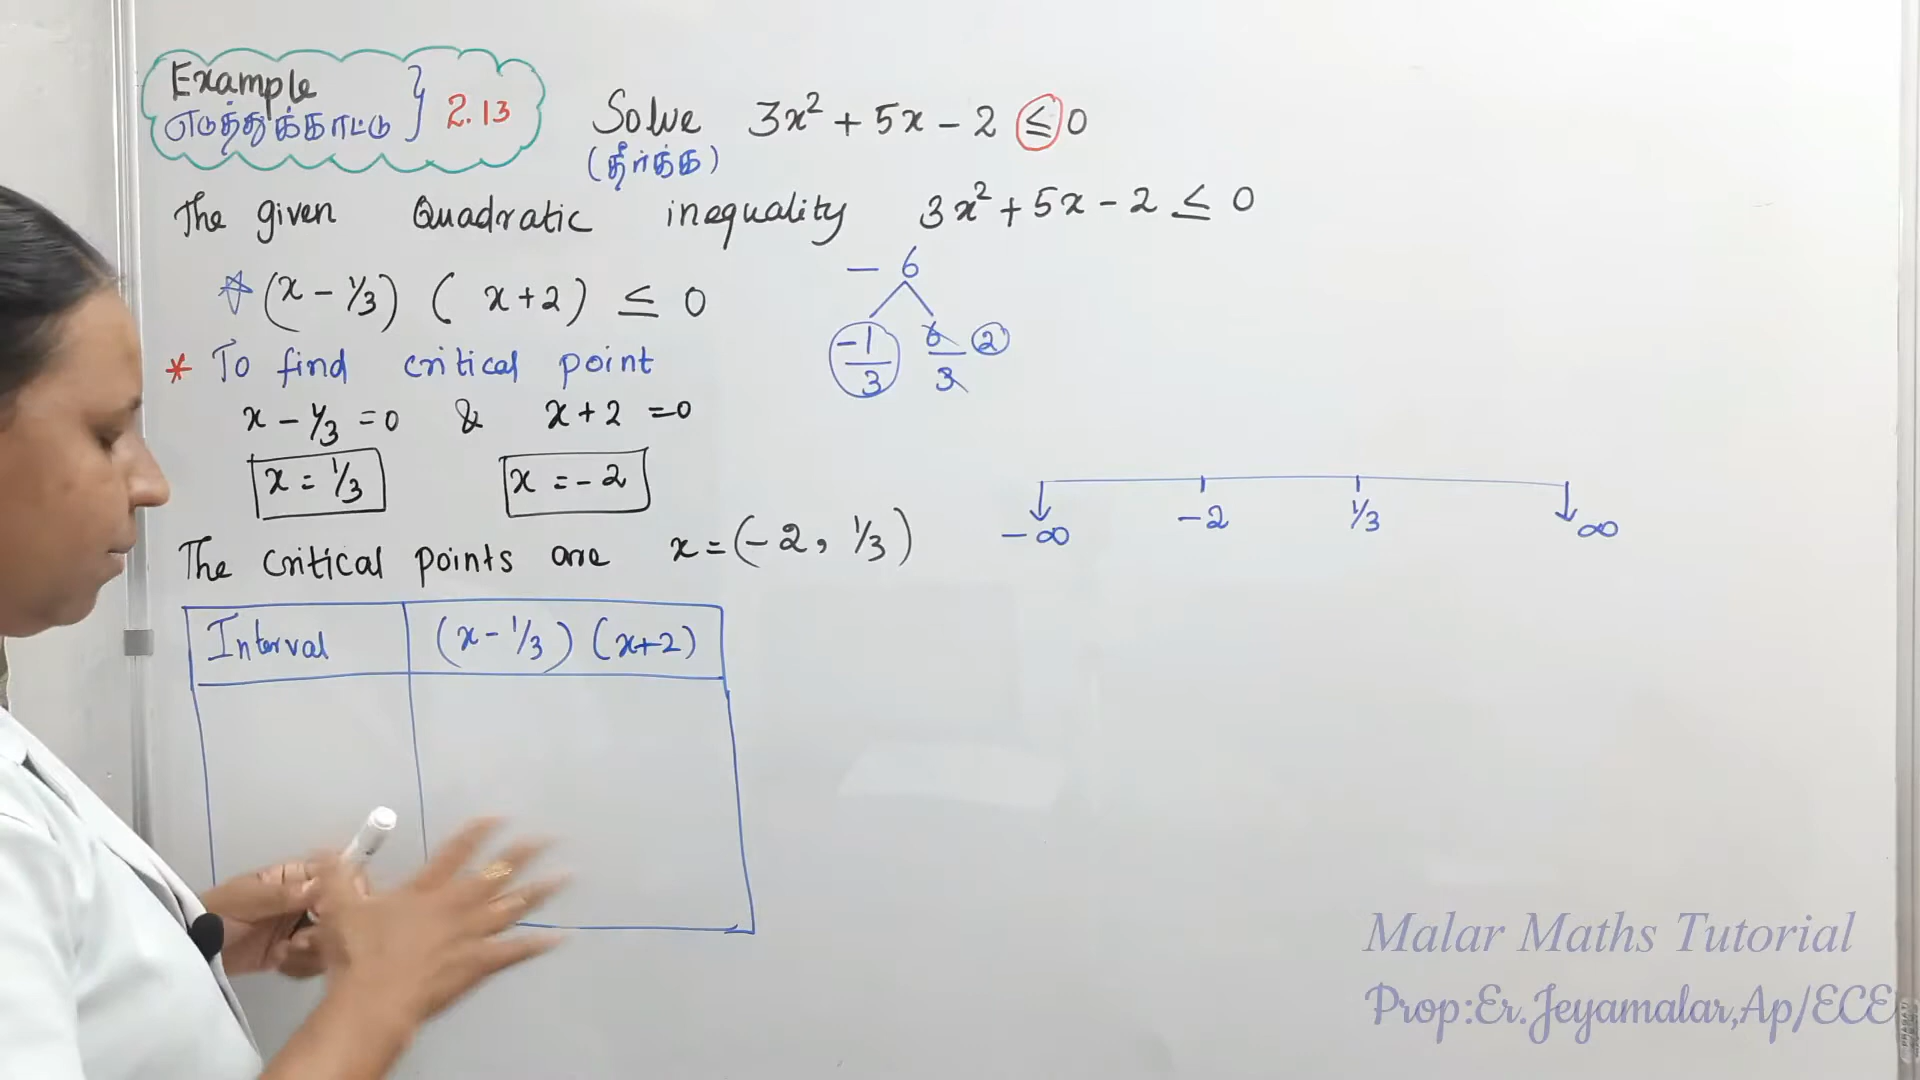 Example
எடுத்துக்காட்டு } 2.13
Solve 3x² + 5x - 2 ≤ 0
(தீர்க்க)
The given Quadratic inequality 3x² + 5x - 2 ≤ 0
(x - 1/3) (x+2) ≤ 0
- 6
-1/3 6/3 2
* To find critical point
x - 1/3 = 0 & x + 2 = 0
x = 1/3 x = -2
-∞ -2 1/3 ∞
The critical points are x = (-2, 1/3)
Interval (x - 1/3) (x+2)
Malar Maths Tutorial
Prop:Er.Jeyamalar,Ap/ECE